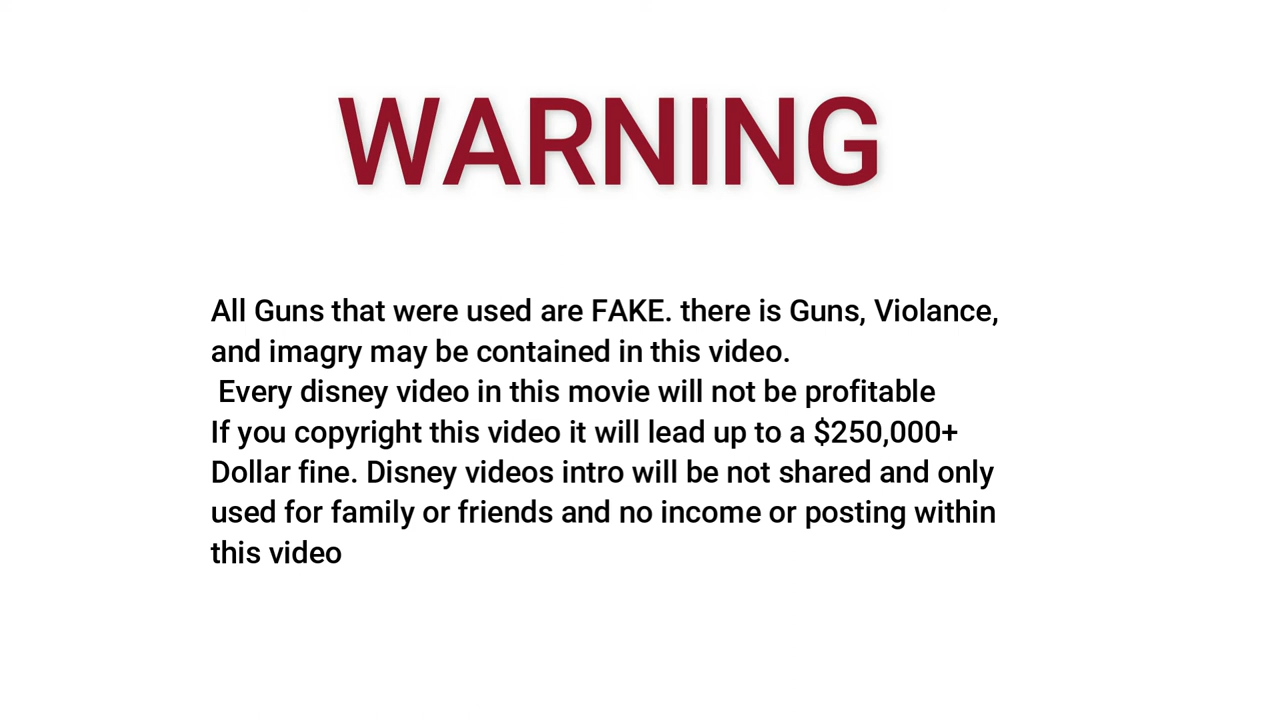 WARNING
All Guns that were used are FAKE. there is Guns, Violance,
and imagry may be contained in this video.
Every disney video in this movie will not be profitable
If you copyright this video it will lead up to a $250,000+
Dollar fine. Disney videos intro will be not shared and only
used for family or friends and no income or posting within
this video